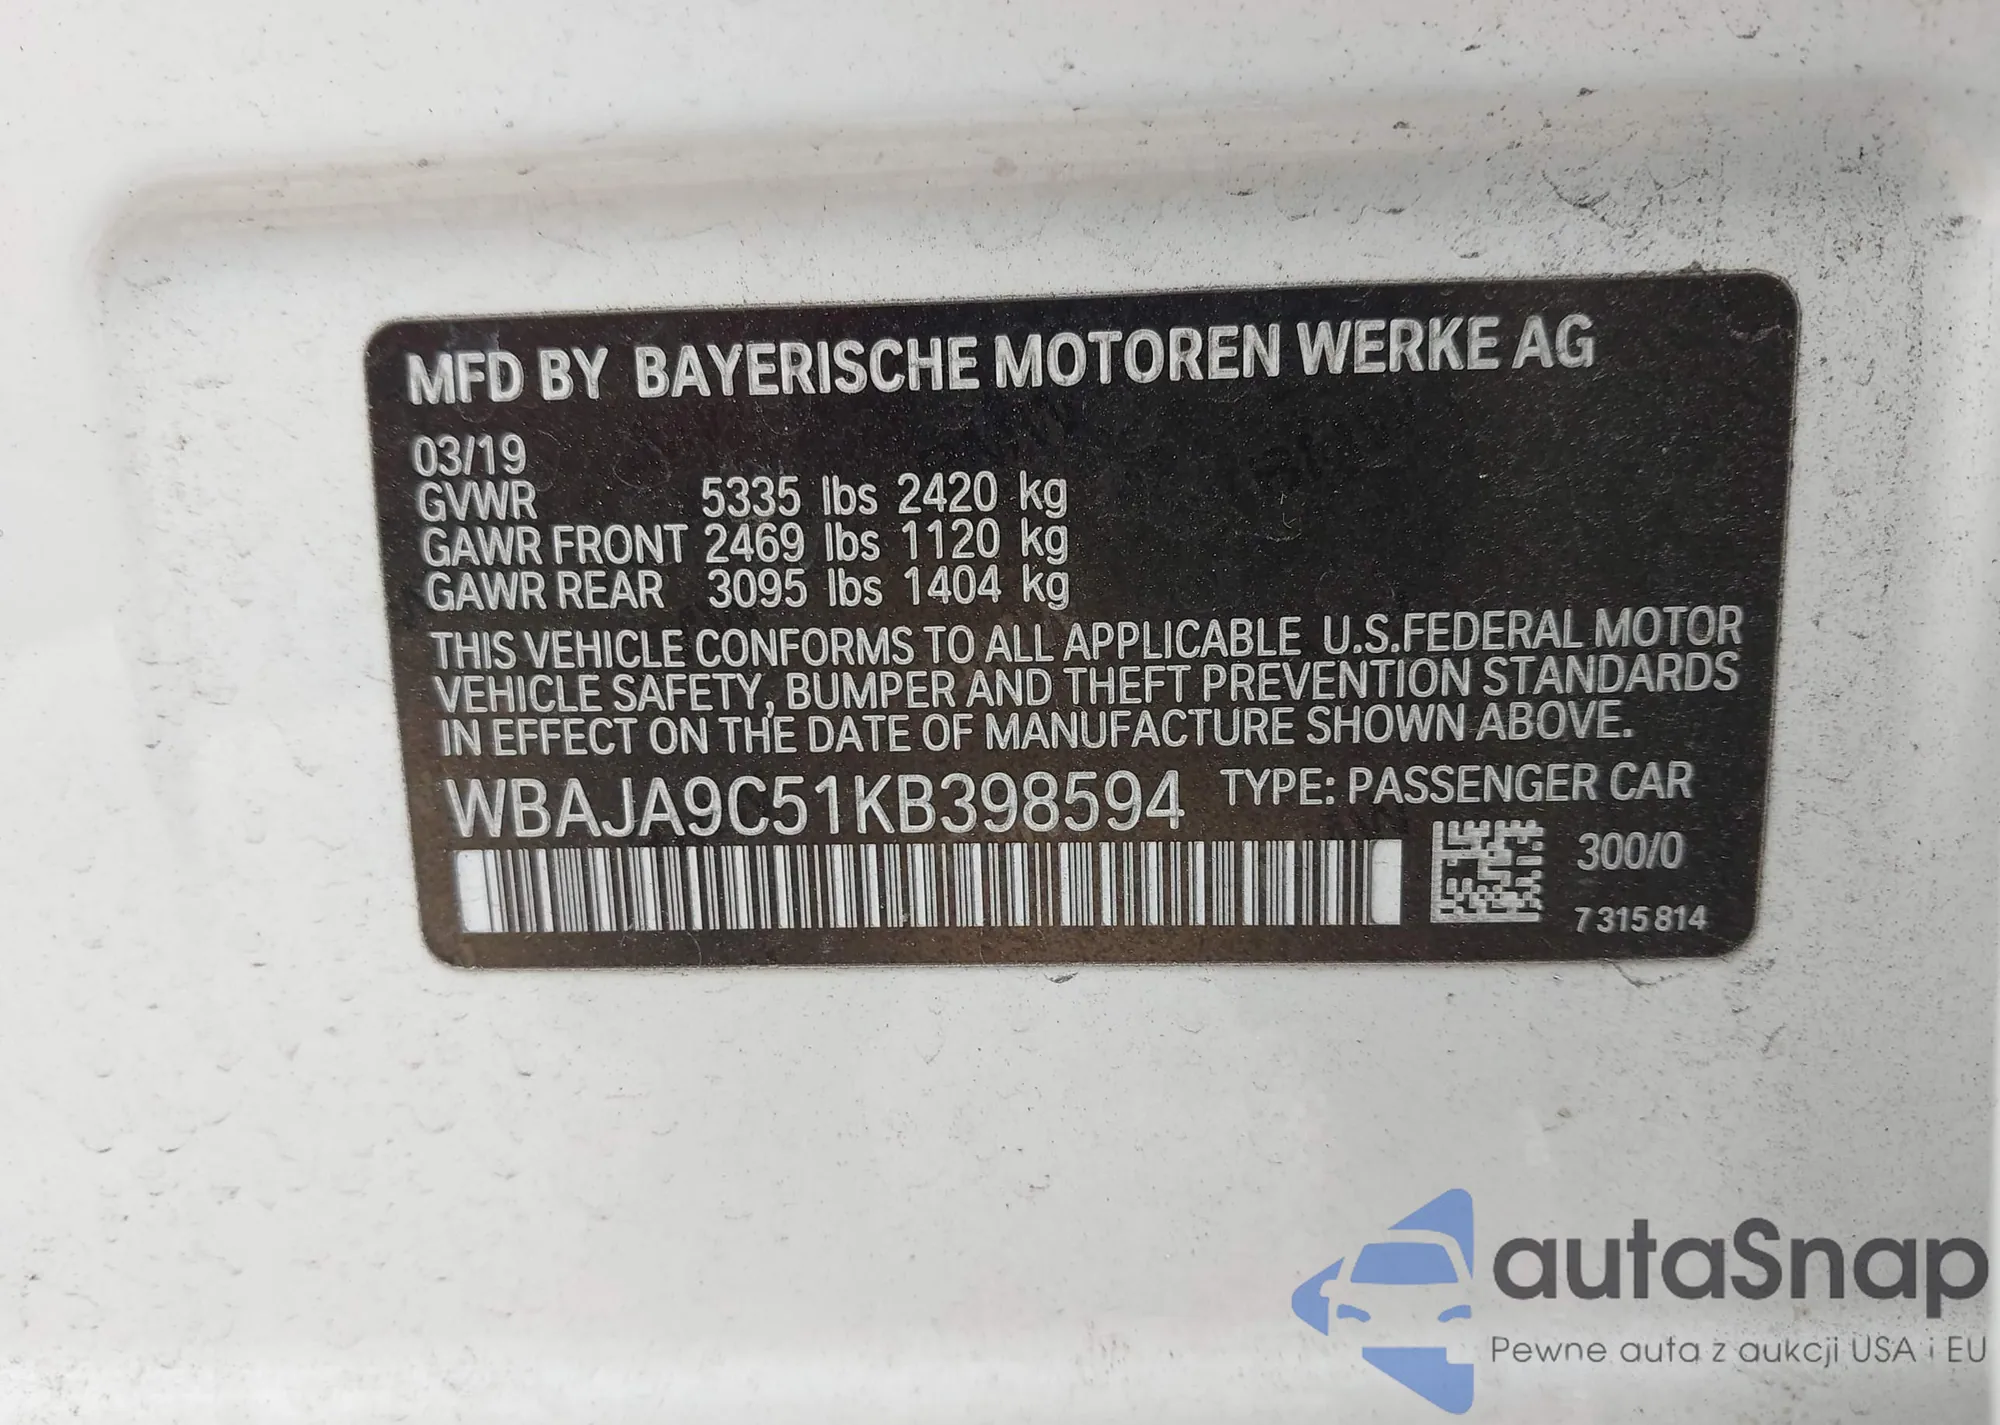 MFD BY BAYERISCHE MOTOREN WERKE AG
03/19
GVWR 5335 lbs 2420 kg
GAWR FRONT 2469 lbs 1120 kg
GAWR REAR 3095 lbs 1404 kg
THIS VEHICLE CONFORMS TO ALL APPLICABLE U.S.FEDERAL MOTOR
VEHICLE SAFETY, BUMPER AND THEFT PREVENTION STANDARDS
IN EFFECT ON THE DATE OF MANUFACTURE SHOWN ABOVE.
WBAJA9C51KB398594 TYPE: PASSENGER CAR
300/0
7 315 814
autaSnap
Pewne auta z aukcji USA i EU